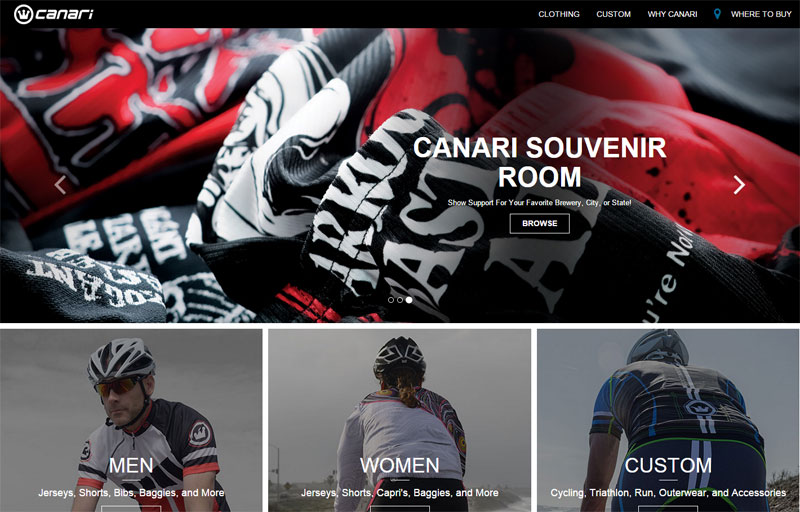 canari
CLOTHING CUSTOM WHY CANARI WHERE TO BUY
CANARI SOUVENIR
ROOM
Show Support For Your Favorite Brewery, City, or State!
BROWSE
MEN
Jerseys, Shorts, Bibs, Baggies, and More
WOMEN
Jerseys, Shorts, Capri's, Baggies, and More
CUSTOM
Cycling, Triathlon, Run, Outerwear, and Accessories